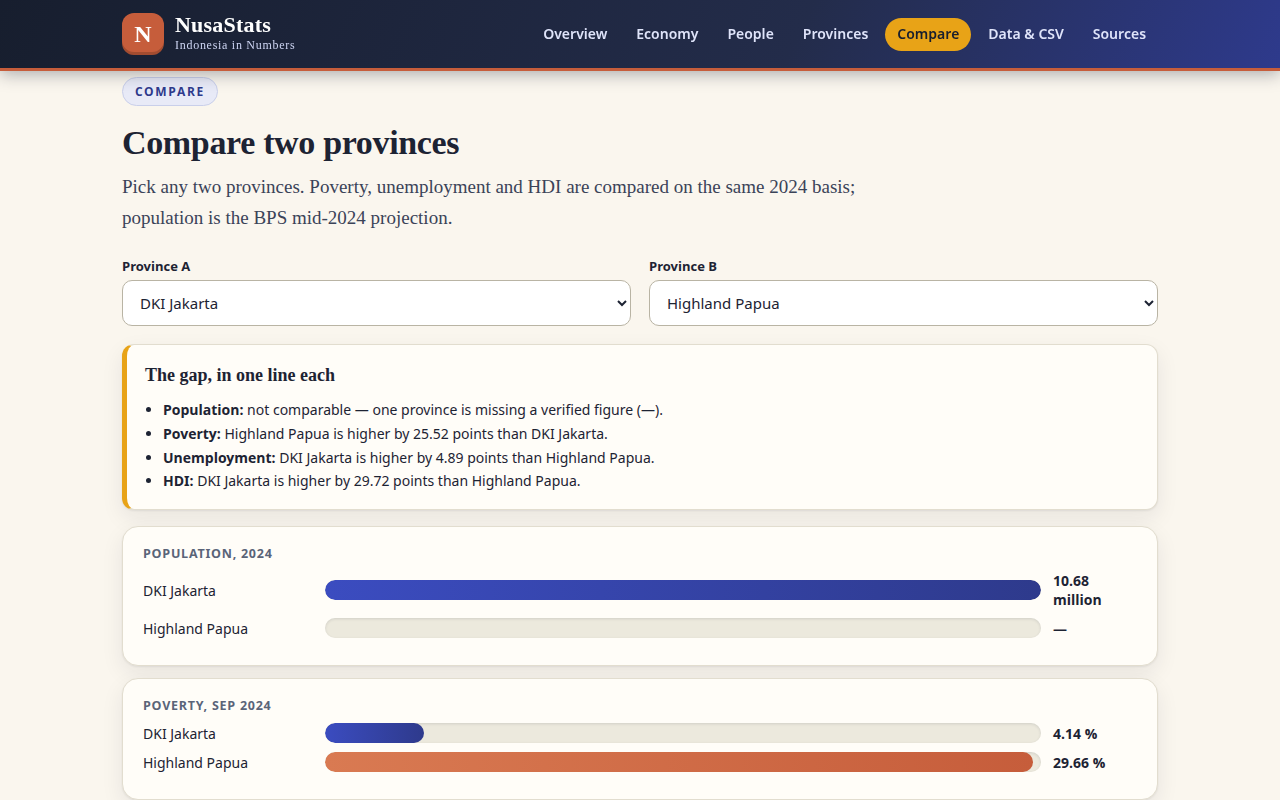 N
NusaStats
Indonesia in Numbers
Overview
Economy
People
Provinces
Compare
Data & CSV
Sources
COMPARE
Compare two provinces
Pick any two provinces. Poverty, unemployment and HDI are compared on the same 2024 basis;
population is the BPS mid-2024 projection.
Province A
Province B
DKI Jakarta
Highland Papua
The gap, in one line each
Population: not comparable — one province is missing a verified figure (—).
Poverty: Highland Papua is higher by 25.52 points than DKI Jakarta.
Unemployment: DKI Jakarta is higher by 4.89 points than Highland Papua.
HDI: DKI Jakarta is higher by 29.72 points than Highland Papua.
POPULATION, 2024
DKI Jakarta
10.68
million
Highland Papua
—
POVERTY, SEP 2024
DKI Jakarta
4.14 %
Highland Papua
29.66 %